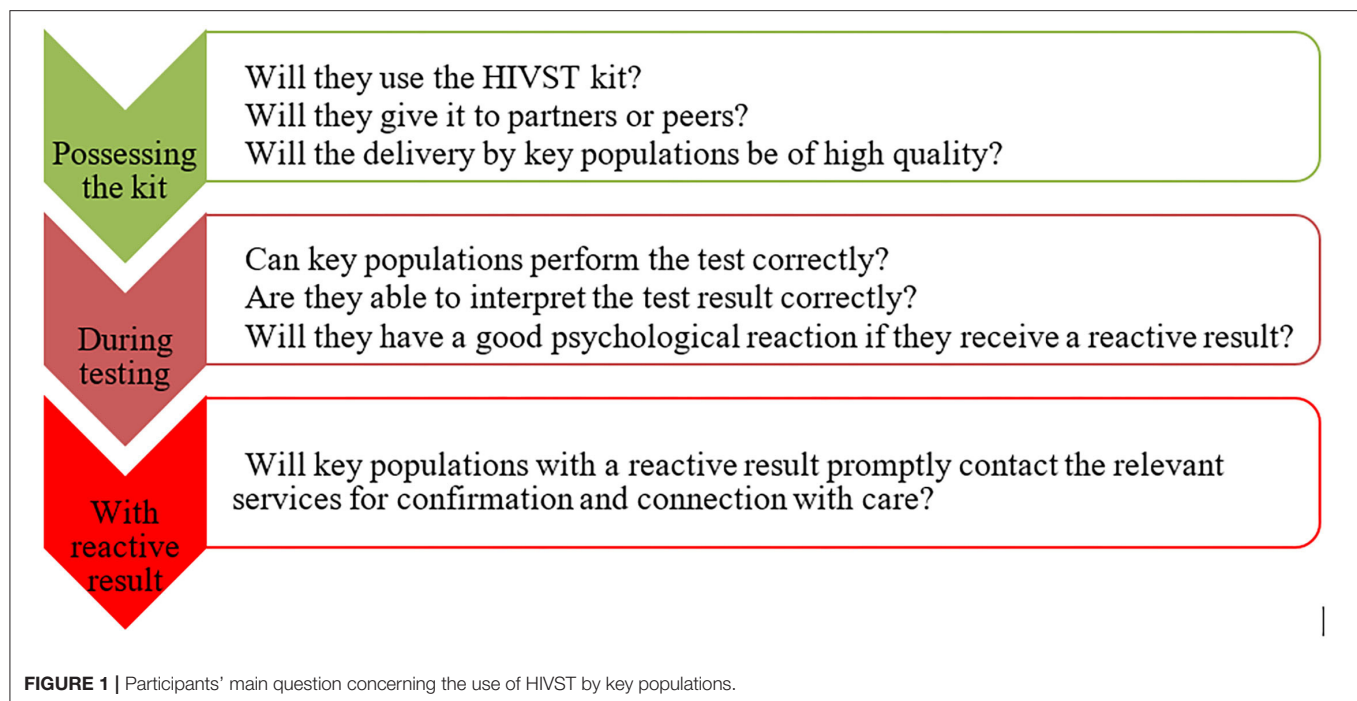 Possessing
the kit
Will they use the HIVST kit?
Will they give it to partners or peers?
Will the delivery by key populations be of high quality?
During
testing
Can key populations perform the test correctly?
Are they able to interpret the test result correctly?
Will they have a good psychological reaction if they receive a reactive result?
With
reactive
result
Will key populations with a reactive result promptly contact the relevant
services for confirmation and connection with care?
FIGURE 1 | Participants' main question concerning the use of HIVST by key populations.